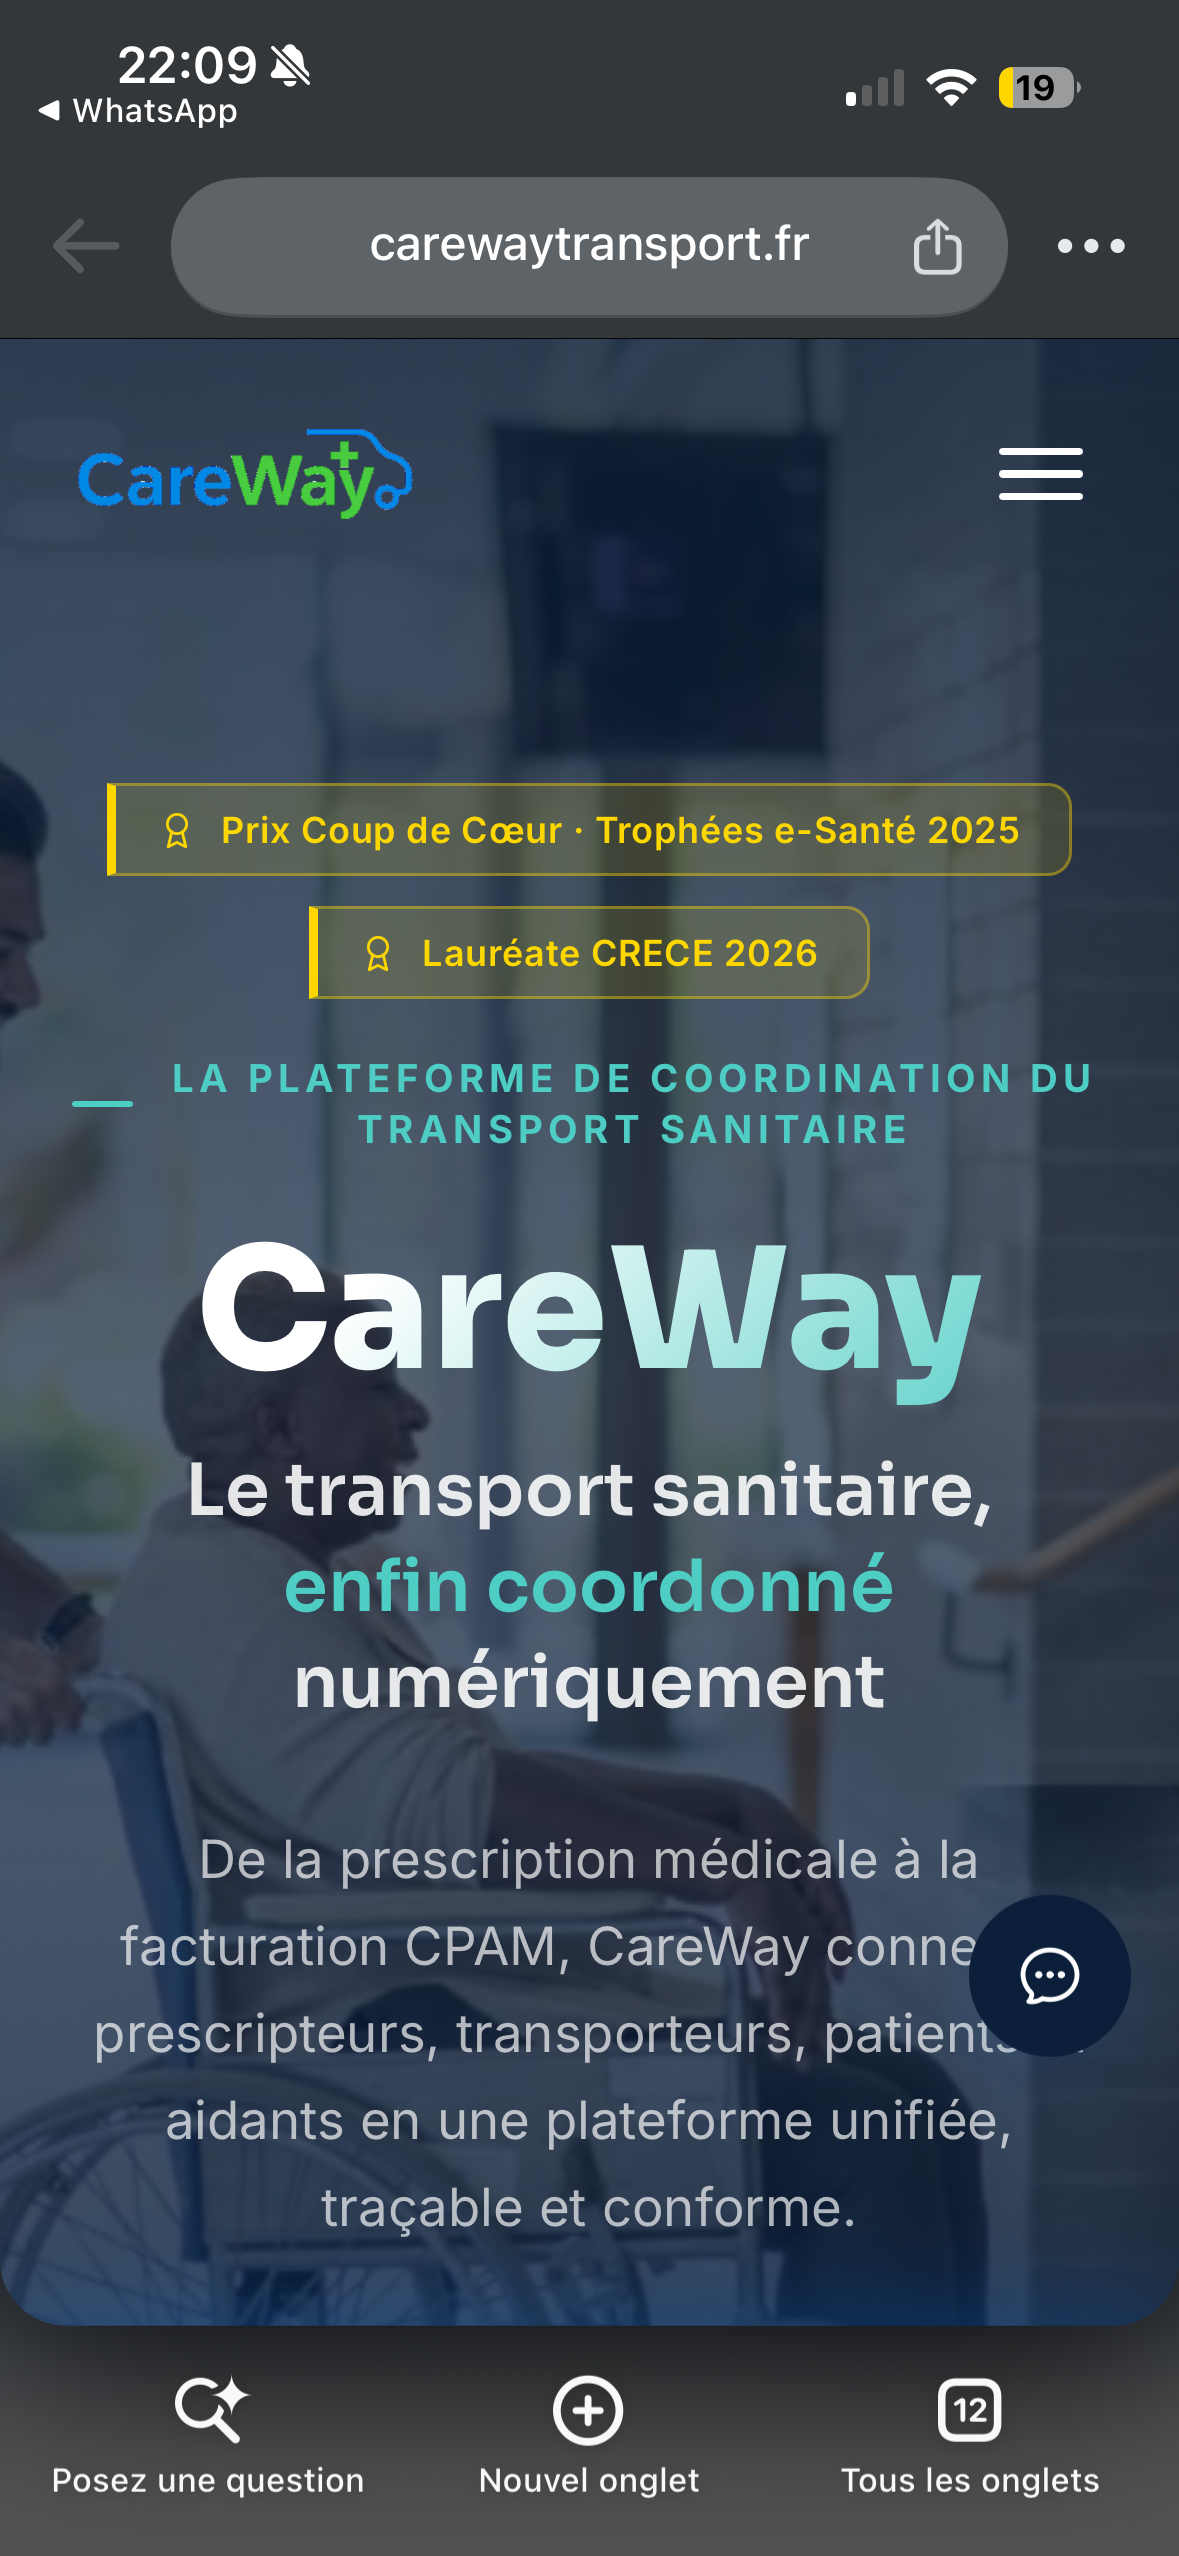 22:09
WhatsApp
19
carewaytransport.fr
CareWay
Prix Coup de Cœur · Trophées e-Santé 2025
Lauréate CRECE 2026
LA PLATEFORME DE COORDINATION DU
TRANSPORT SANITAIRE
CareWay
Le transport sanitaire,
enfin coordonné
numériquement
De la prescription médicale à la
facturation CPAM, CareWay conne
prescripteurs, transporteurs, patients
aidants en une plateforme unifiée,
traçable et conforme.
Posez une question
12
Nouvel onglet
Tous les onglets